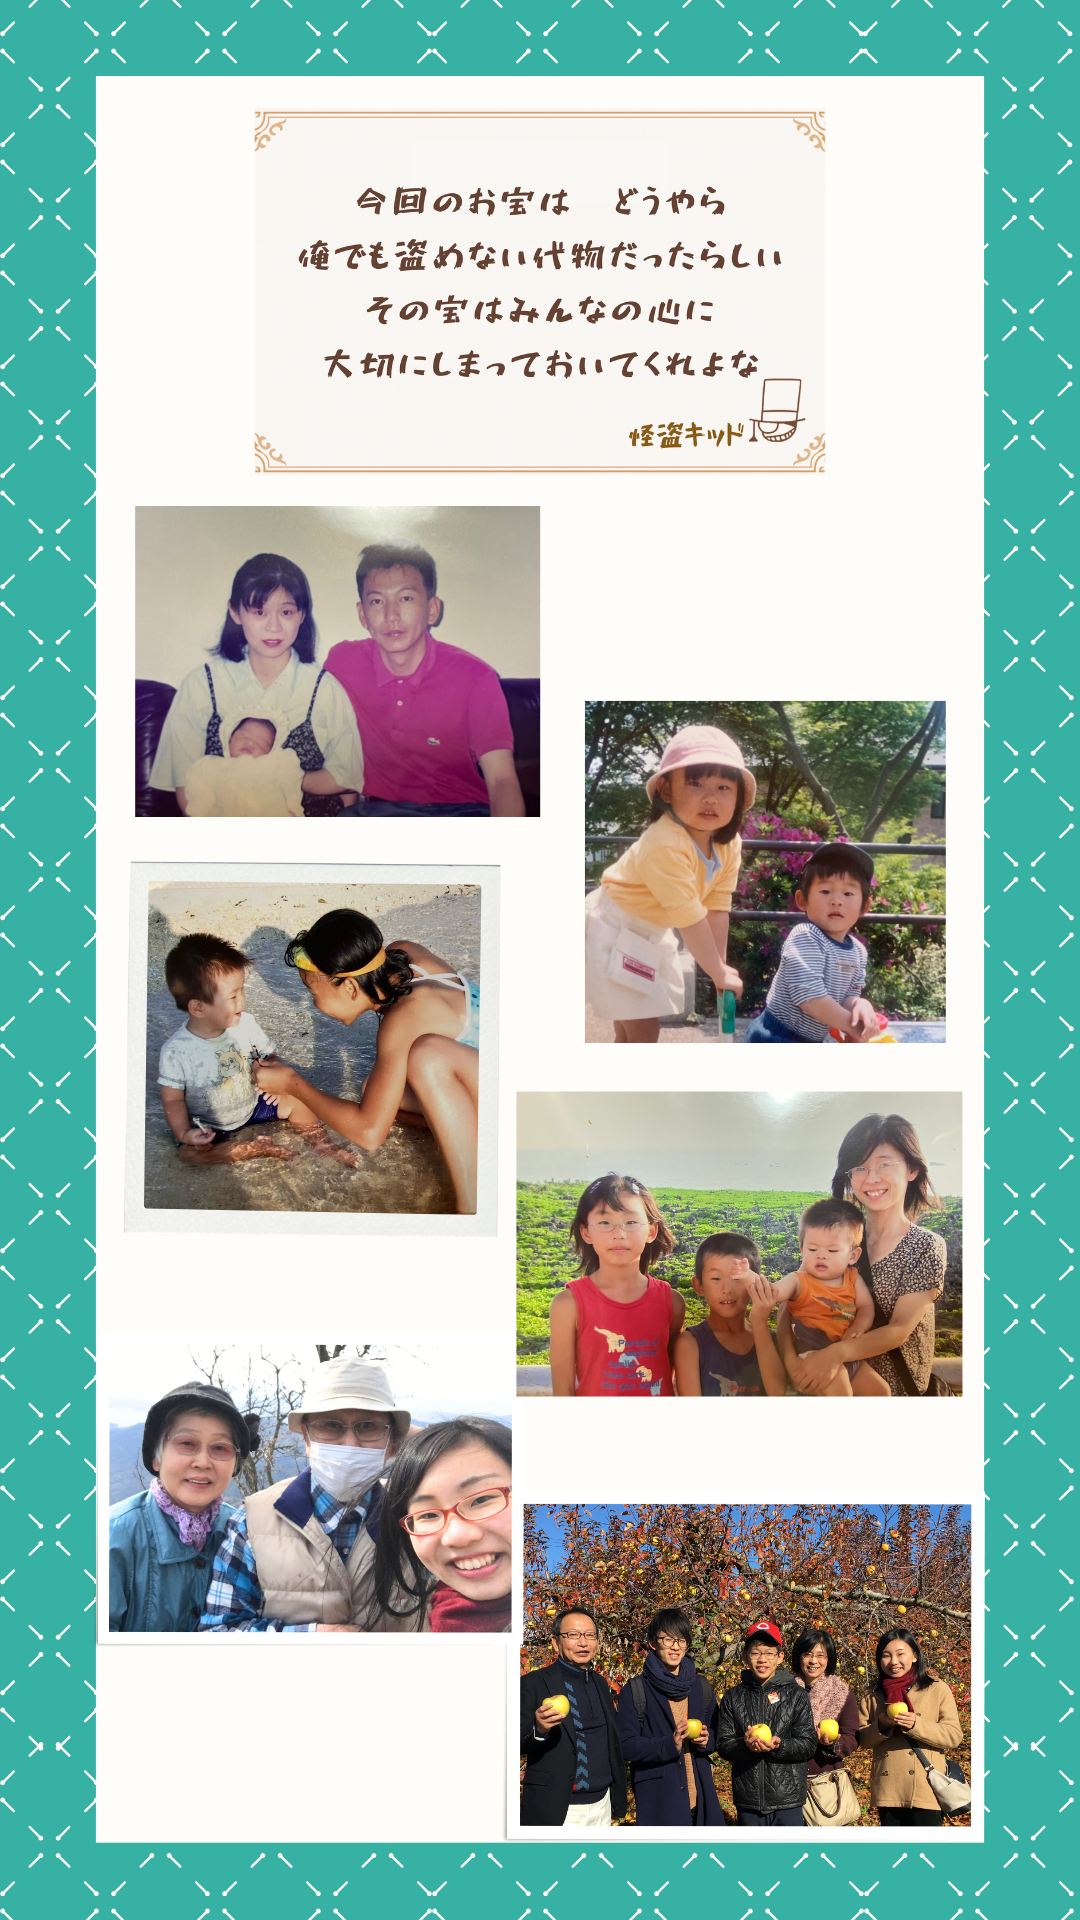 今回のお宝は　どうやら
俺でも盗めない代物だったらしい
その宝はみんなの心に
大切にしまっておいてくれよな
怪盗キッド